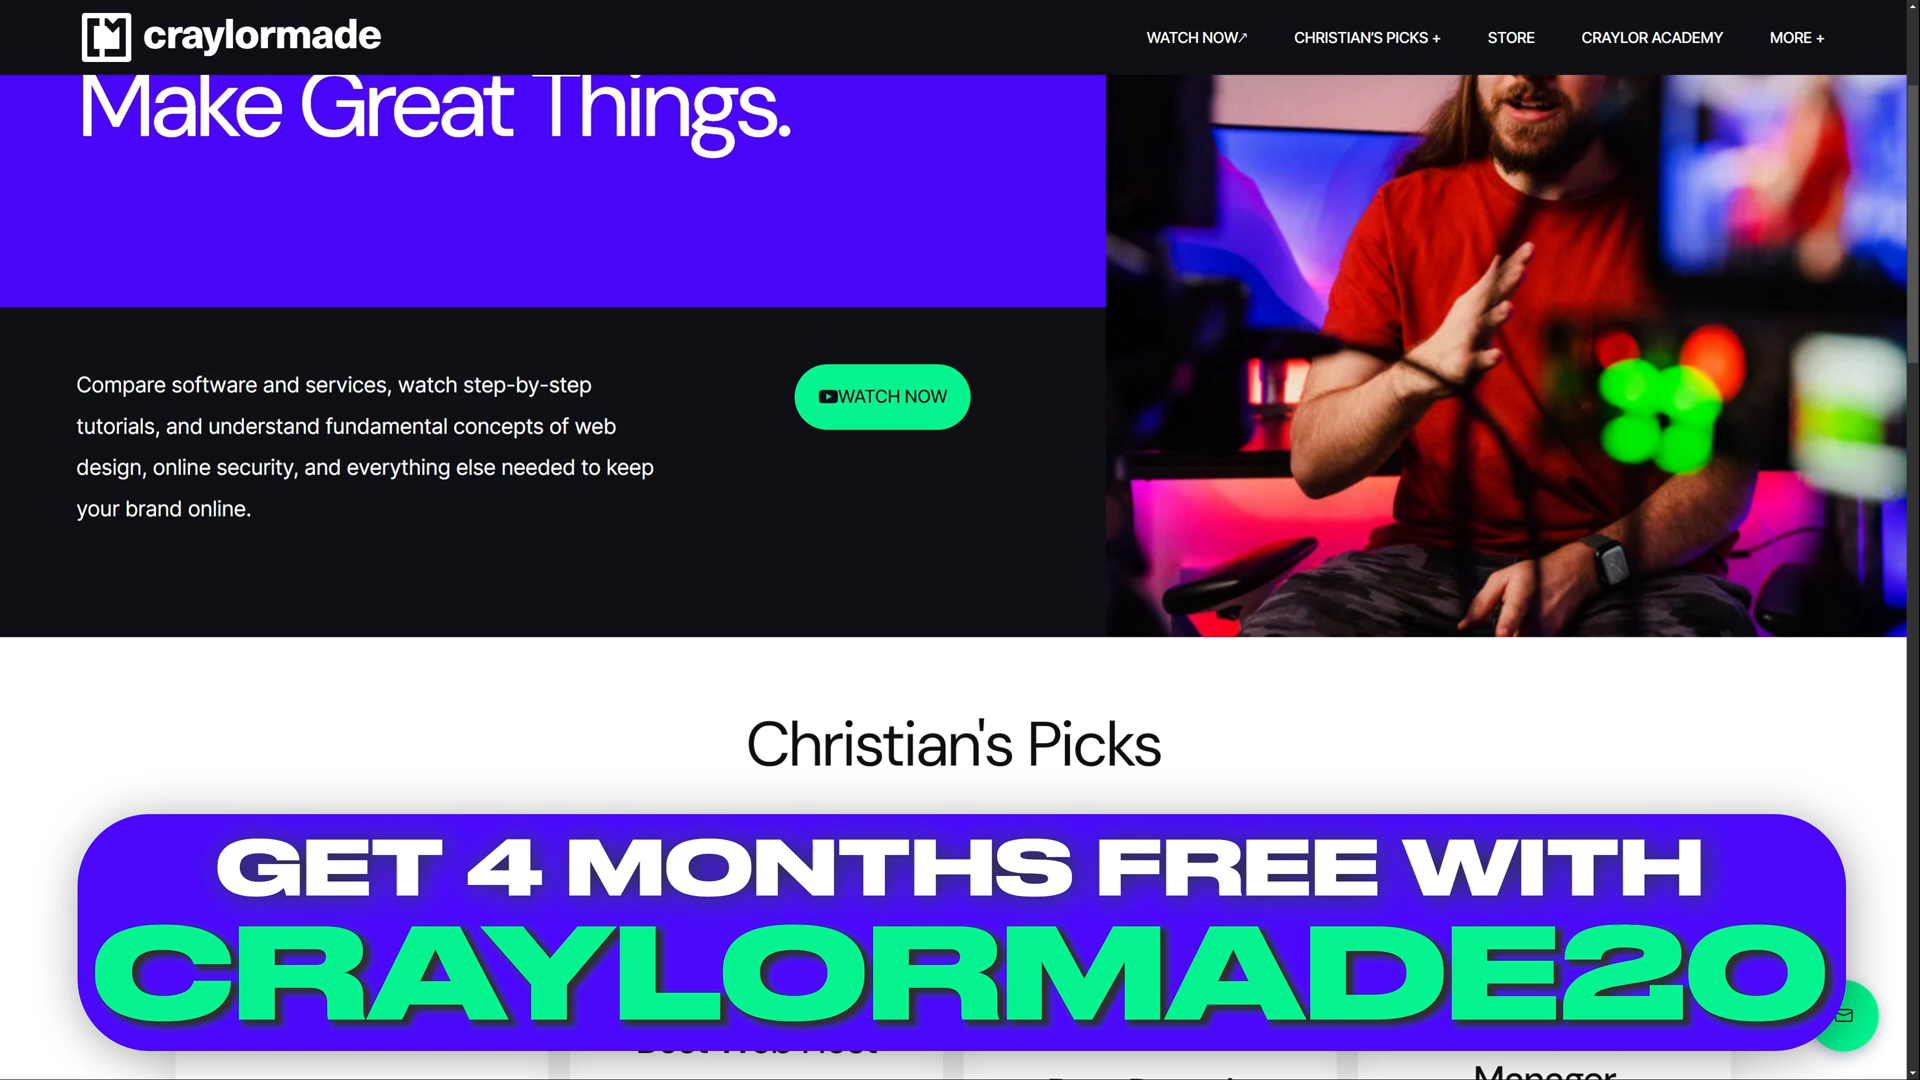 craylormade
WATCH NOW↗ CHRISTIAN'S PICKS + STORE CRAYLOR ACADEMY MORE +
Make Great Things.
Compare software and services, watch step-by-step
tutorials, and understand fundamental concepts of web
design, online security, and everything else needed to keep
your brand online.
WATCH NOW
Christian's Picks
GET 4 MONTHS FREE WITH
CRAYLORMADE20
Manager